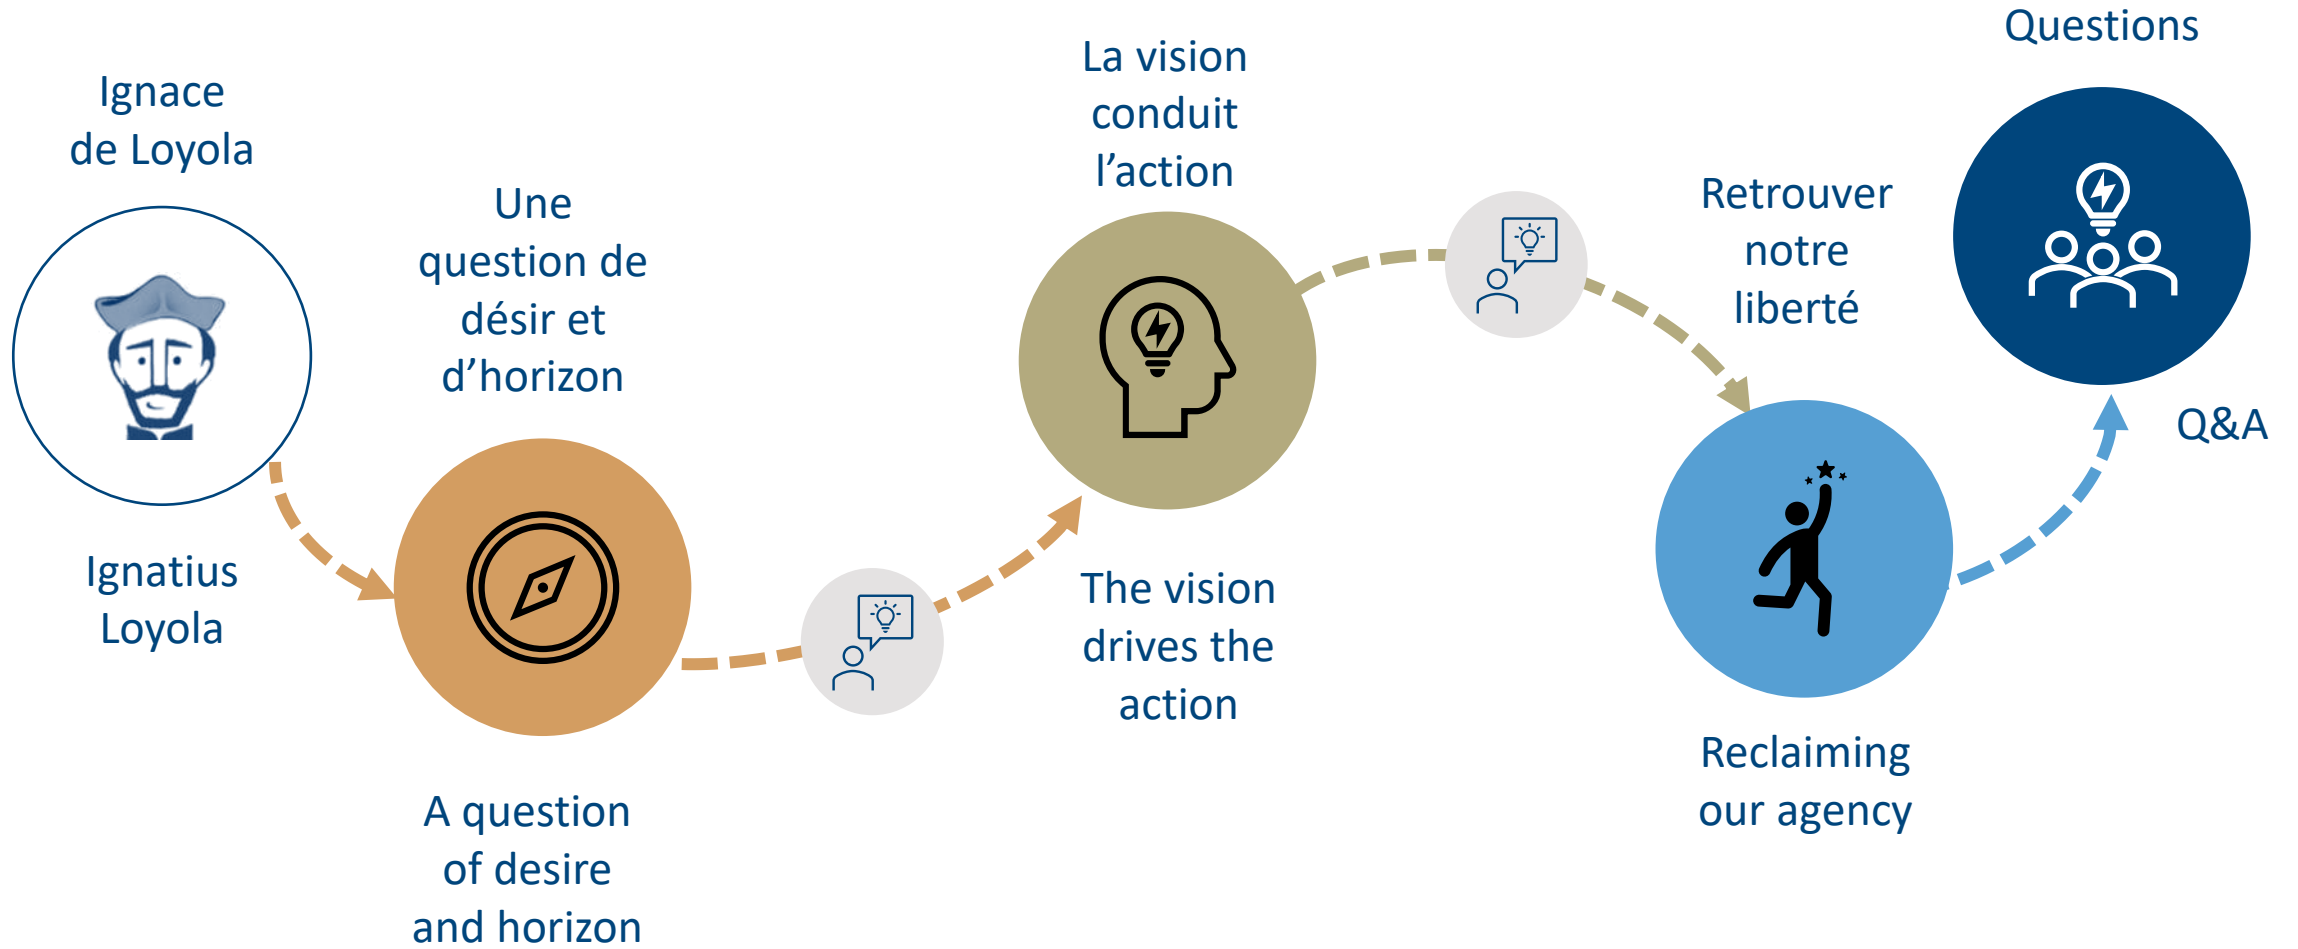 Ignace
de Loyola
Ignatius
Loyola
Une
question de
désir et
d’horizon
A question
of desire
and horizon
La vision
conduit
l’action
The vision
drives the
action
Retrouver
notre
liberté
Reclaiming
our agency
Questions
Q&A